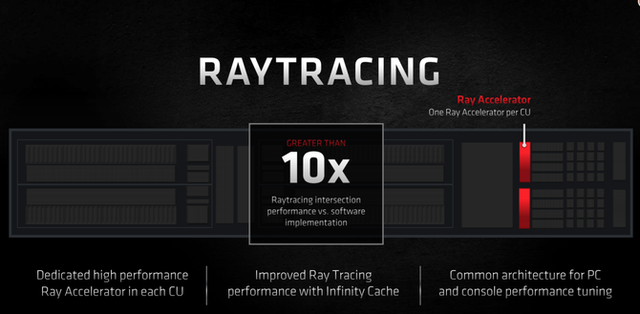 RAYTRACING
Ray Accelerator
One Ray Accelerator per CU
GREATER THAN
10x
Raytracing intersection
performance vs. software
implementation
Dedicated high performance
Ray Accelerator in each CU
Improved Ray Tracing
performance with Infinity Cache
Common architecture for PC
and console performance tuning